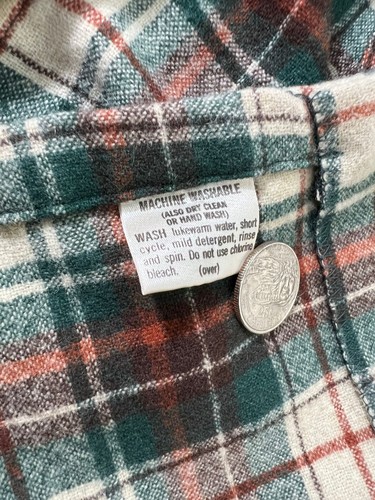 MACHINE WASHABLE
(ALSO DRY CLEAN
OR HAND WASH)
WASH lukewarm water, short
cycle, mild detergent, rinse
and spin. Do not use chlorine
bleach. (over)